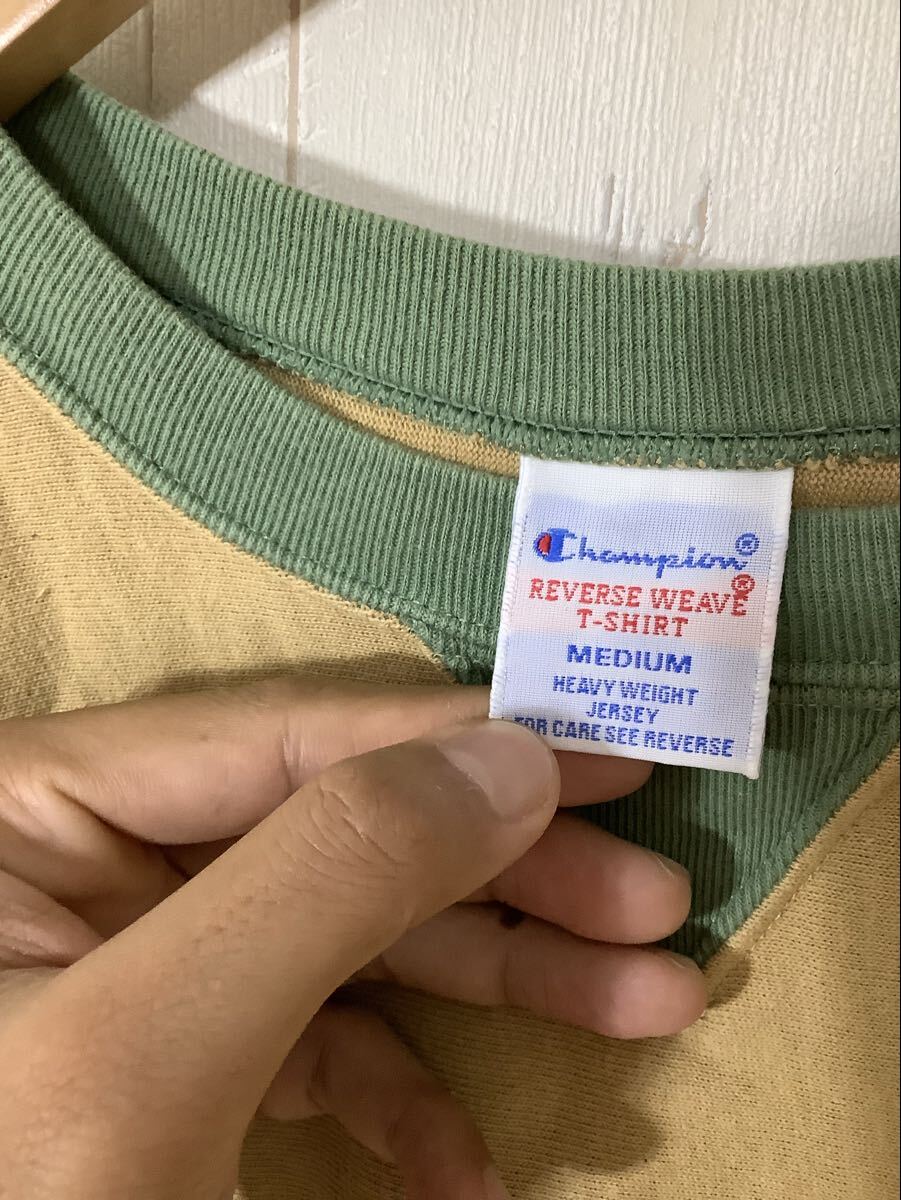 Champion®
REVERSE WEAVE®
T-SHIRT
MEDIUM
HEAVY WEIGHT
JERSEY
FOR CARE SEE REVERSE